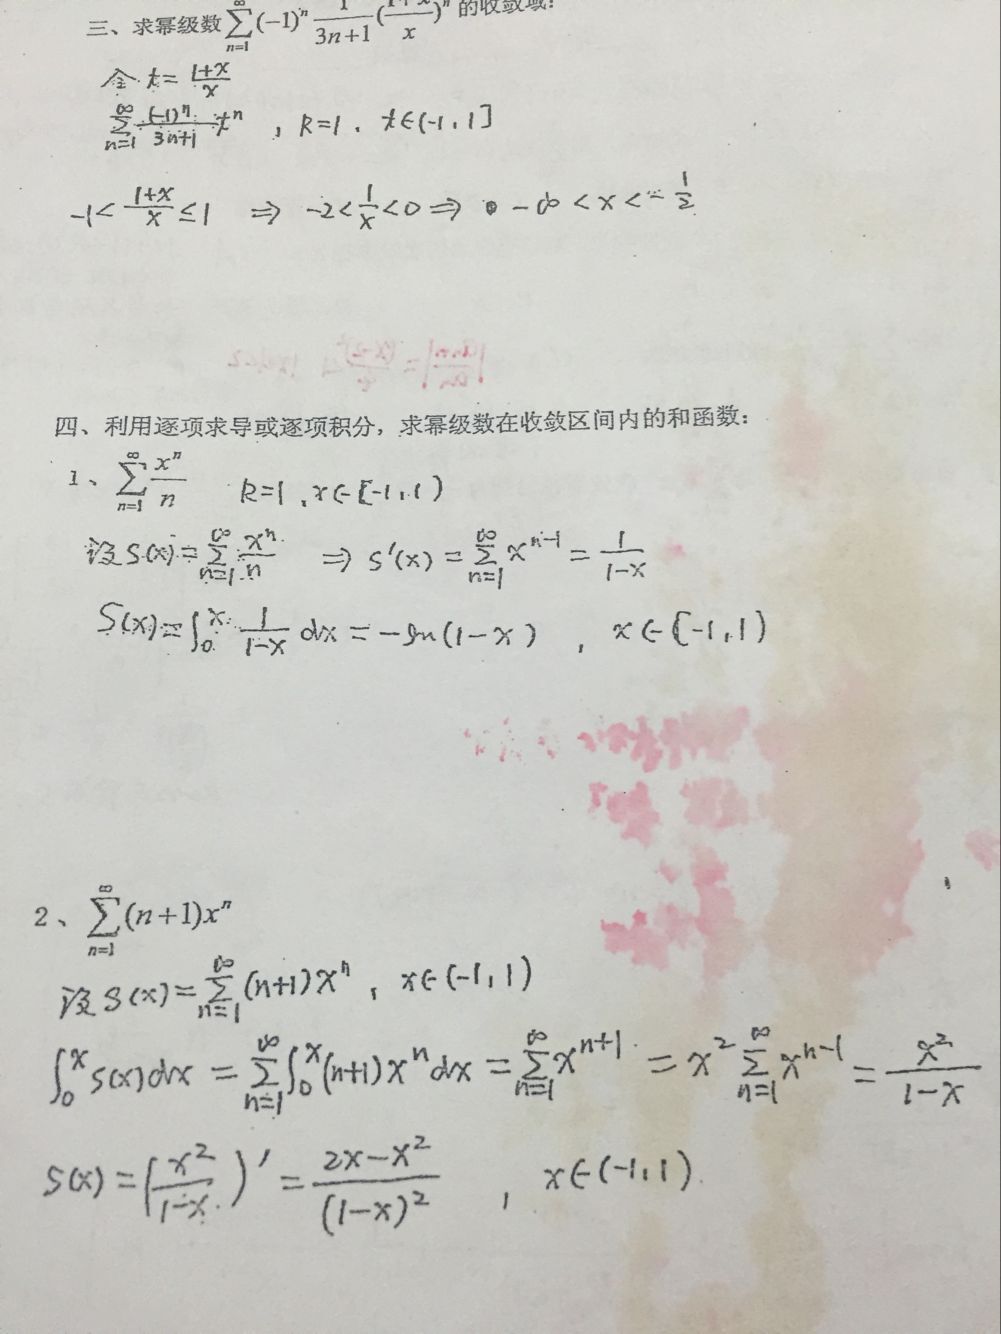 三、求幂级数 $\sum_{n=1}^{\infty}(-1)^n\frac{1}{3n+1}(\frac{1+x}{x})^n$ 的收敛域:
令 $t=\frac{1+x}{x}$
$\sum_{n=1}^{\infty}\frac{(-1)^n}{3n+1}t^n$ , R=1 . $t\in(-1,1]$
$-1<\frac{1+x}{x}\leq 1$ ⇒ $-2<\frac{1}{x}<0$ ⇒ $-\infty<x<-\frac{1}{2}$
四、利用逐项求导或逐项积分，求幂级数在收敛区间内的和函数：
1、 $\sum_{n=1}^{\infty}\frac{x^n}{n}$ R=1 , $x\in[-1,1)$
设 $S(x)=\sum_{n=1}^{\infty}\frac{x^n}{n}$ ⇒ $S'(x)=\sum_{n=1}^{\infty}x^{n-1}=\frac{1}{1-x}$
$S(x)=\int_0^x\frac{1}{1-x}dx=-\ln(1-x)$ , $x\in[-1,1)$
2、 $\sum_{n=1}^{\infty}(n+1)x^n$
设 $S(x)=\sum_{n=1}^{\infty}(n+1)x^n$ , $x\in(-1,1)$
$\int_0^x S(x)dx=\sum_{n=1}^{\infty}\int_0^x(n+1)x^n dx=\sum_{n=1}^{\infty}x^{n+1}=x^2\sum_{n=1}^{\infty}x^{n-1}=\frac{x^2}{1-x}$
$S(x)=(\frac{x^2}{1-x})'=\frac{2x-x^2}{(1-x)^2}$ , $x\in(-1,1)$